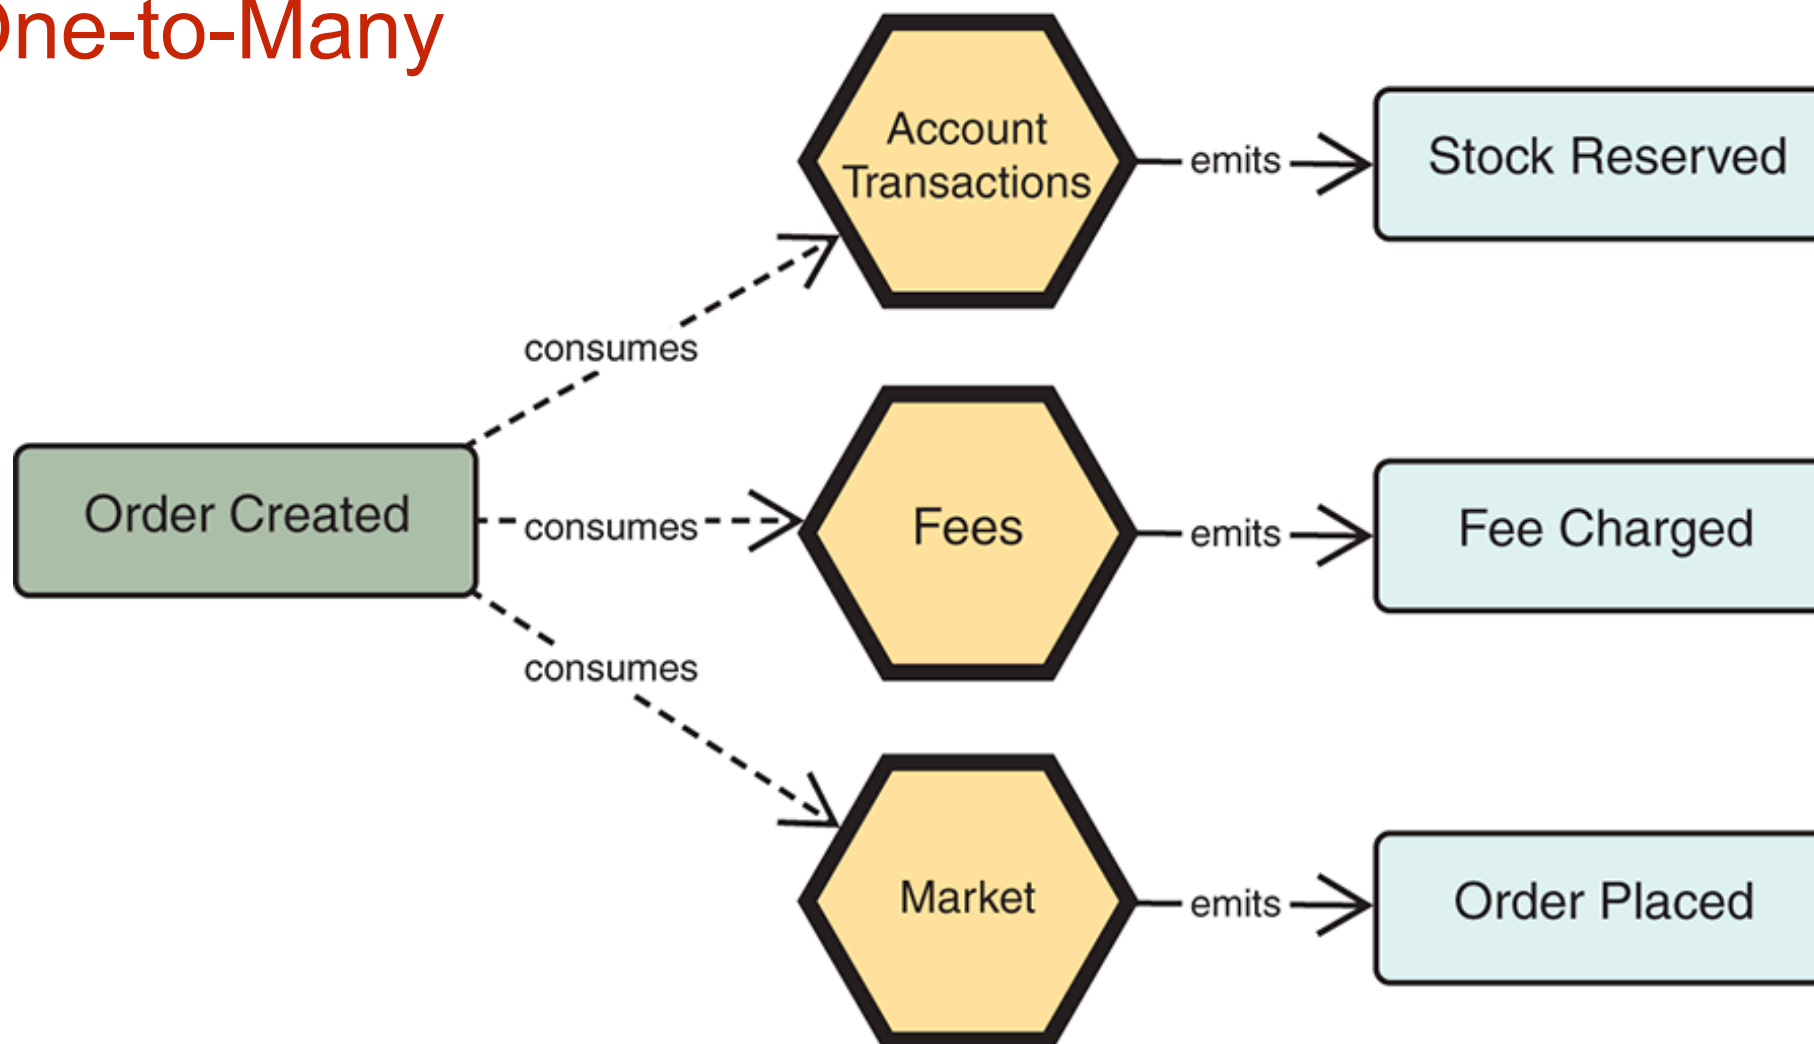 One-to-Many
Account
Transactions
emits
Stock Reserved
consumes
Order Created
consumes
Fees
emits
Fee Charged
consumes
Market
emits
Order Placed